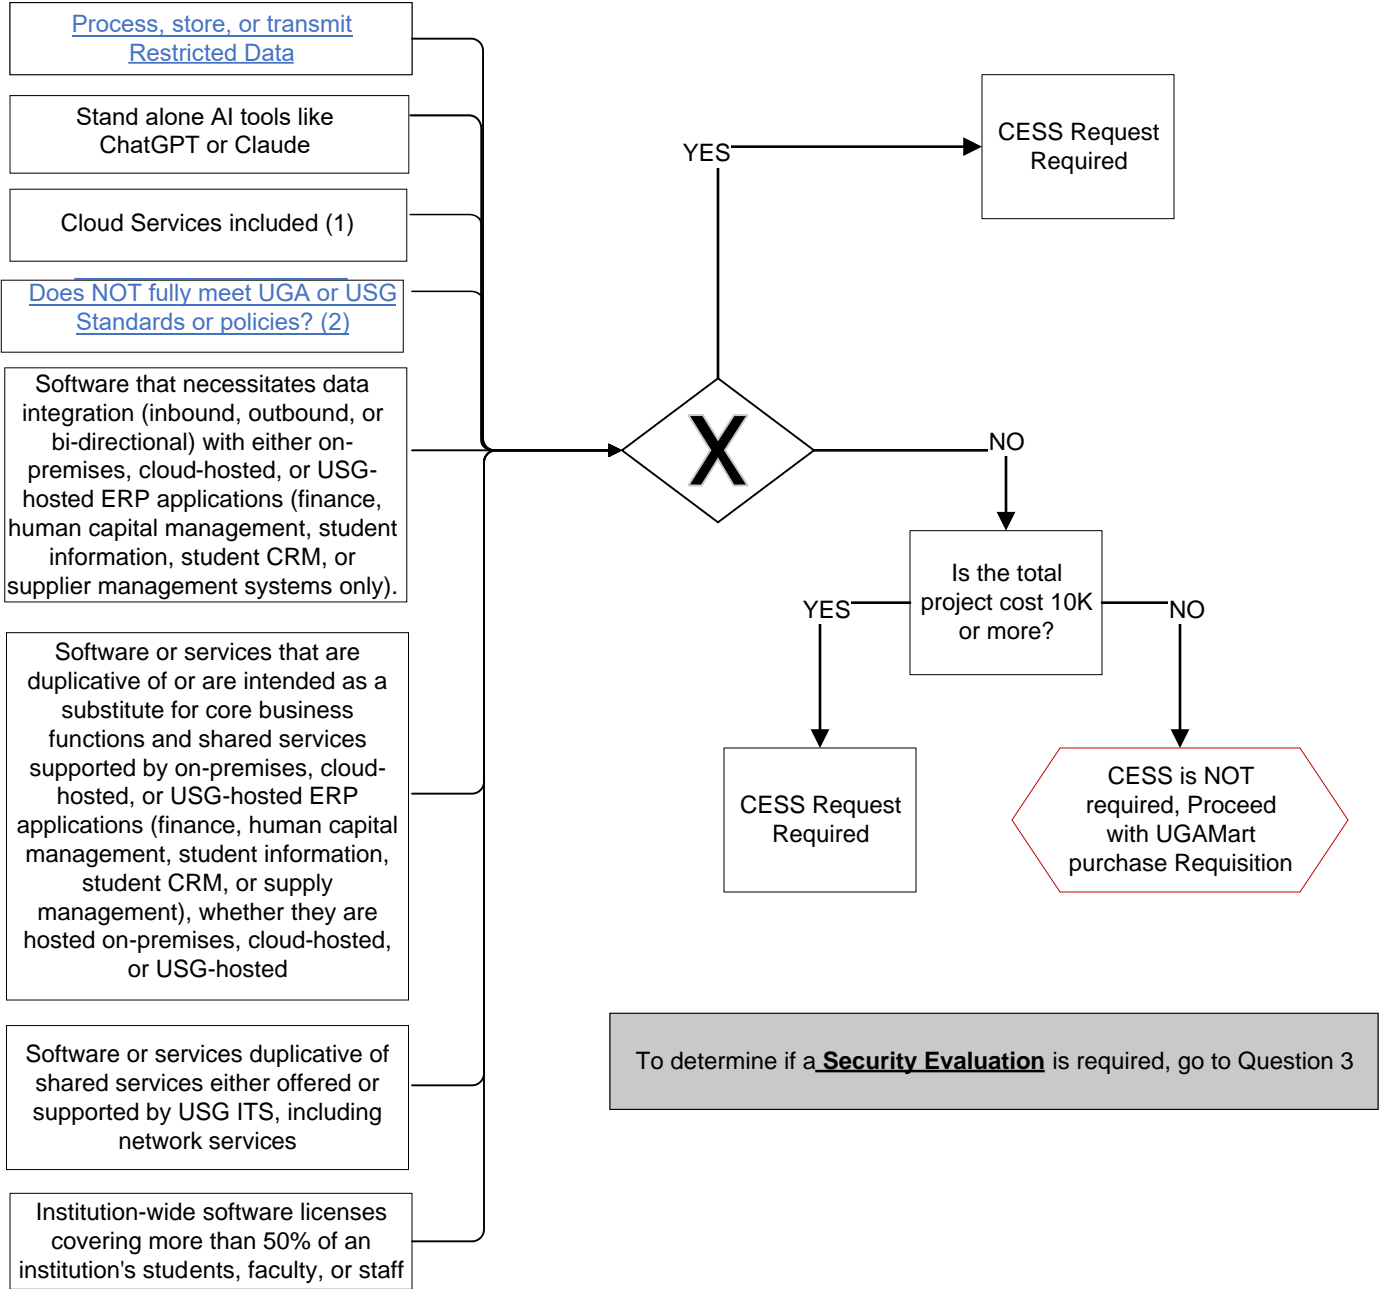 Process, store, or transmit
Restricted Data
Stand alone AI tools like
ChatGPT or Claude
Cloud Services included (1)
Does NOT fully meet UGA or USG
Standards or policies? (2)
Software that necessitates data
integration (inbound, outbound, or
bi-directional) with either on-
premises, cloud-hosted, or USG-
hosted ERP applications (finance,
human capital management, student
information, student CRM, or
supplier management systems only).
Software or services that are
duplicative of or are intended as a
substitute for core business
functions and shared services
supported by on-premises, cloud-
hosted, or USG-hosted ERP
applications (finance, human capital
management, student information,
student CRM, or supply
management), whether they are
hosted on-premises, cloud-hosted,
or USG-hosted
Software or services duplicative of
shared services either offered or
supported by USG ITS, including
network services
Institution-wide software licenses
covering more than 50% of an
institution's students, faculty, or staff
X
YES
CESS Request
Required
NO
Is the total
project cost 10K
or more?
YES
CESS Request
Required
NO
CESS is NOT
required, Proceed
with UGAMart
purchase Requisition
To determine if a Security Evaluation is required, go to Question 3